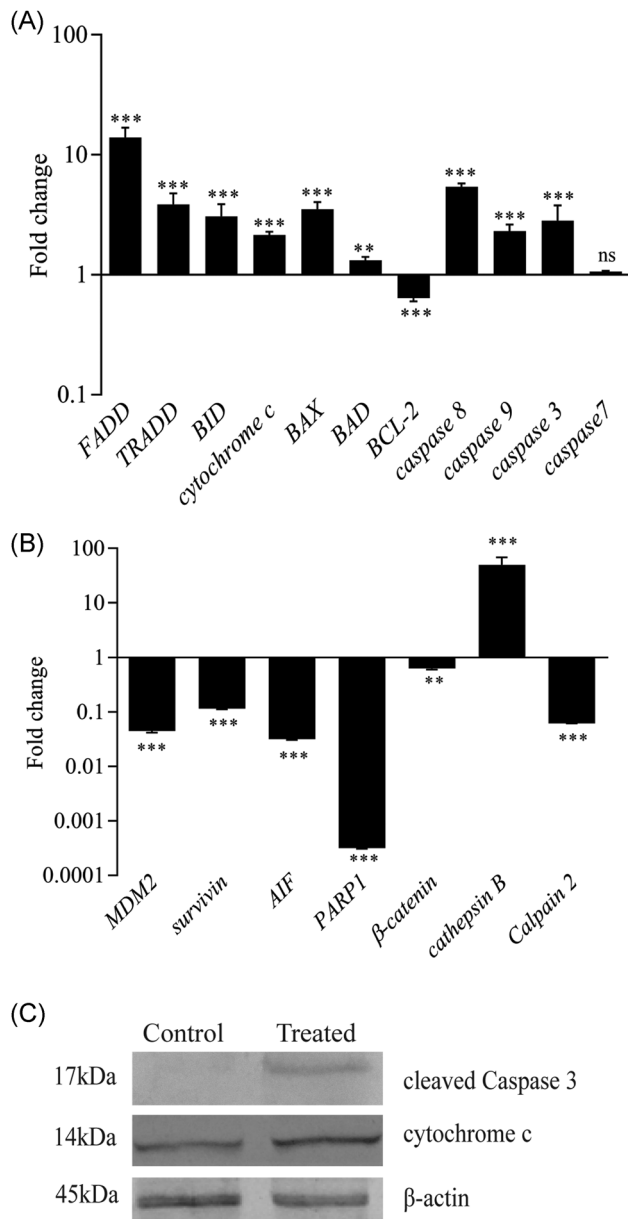 (A)
100
10
1
0.1
Fold change
***
***
***
***
***
**
***
***
***
***
ns
FADD
TRADD
BID
cytochrome c
BAX
BAD
BCL-2
caspase 8
caspase 9
caspase 3
caspase7
(B)
100
10
1
0.1
0.01
0.001
0.0001
Fold change
***
***
***
***
**
***
***
MDM2
survivin
AIF
PARP1
β-catenin
cathepsin B
Calpain 2
(C)
Control Treated
17kDa cleaved Caspase 3
14kDa cytochrome c
45kDa β-actin